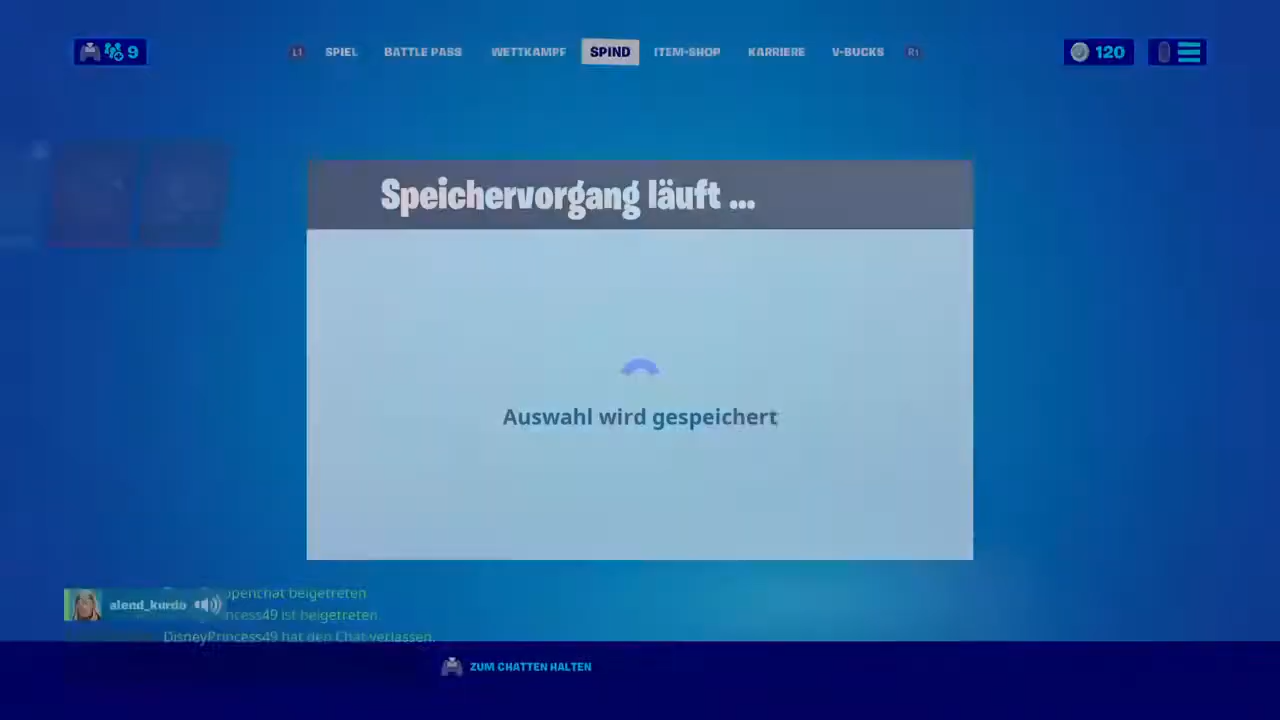 9
L1 SPIEL BATTLE PASS WETTKAMPF SPIND ITEM-SHOP KARRIERE V-BUCKS R1
120
Speichervorgang läuft ...
Auswahl wird gespeichert
beigetreten.
alend_kurdo
ist beigetreten.
DisneyPrincess49 hat den Chat verlassen.
ZUM CHATTEN HALTEN